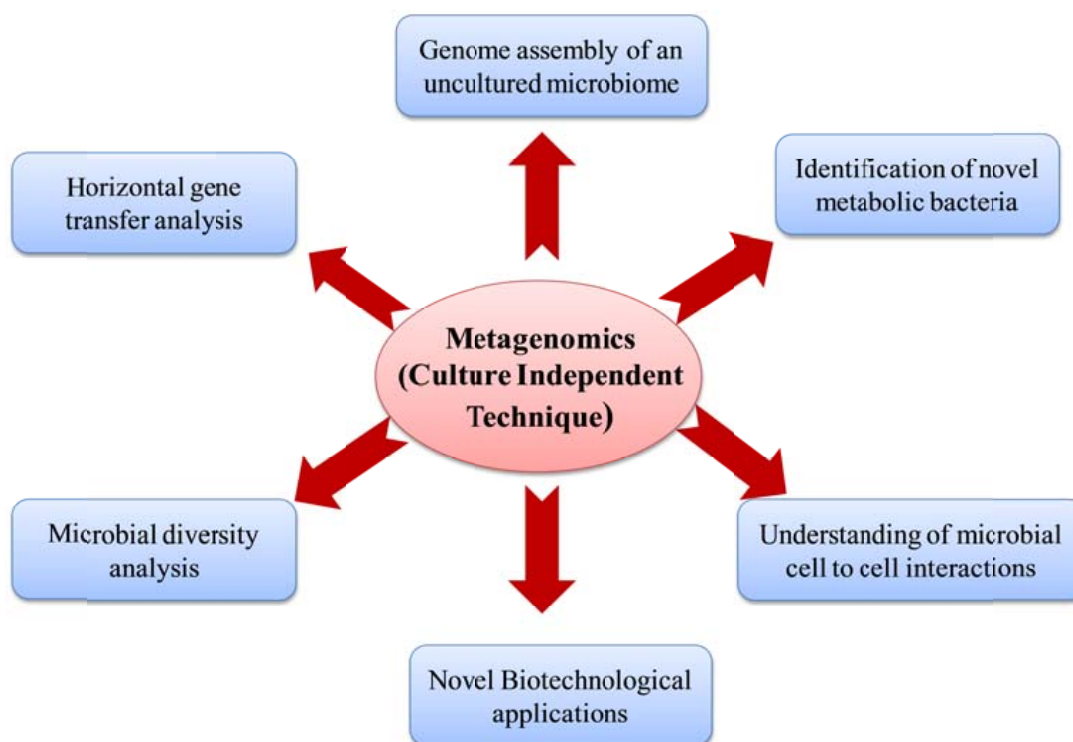 Genome assembly of an
uncultured microbiome
Horizontal gene
transfer analysis
Identification of novel
metabolic bacteria
Metagenomics
(Culture Independent
Technique)
Microbial diversity
analysis
Understanding of microbial
cell to cell interactions
Novel Biotechnological
applications